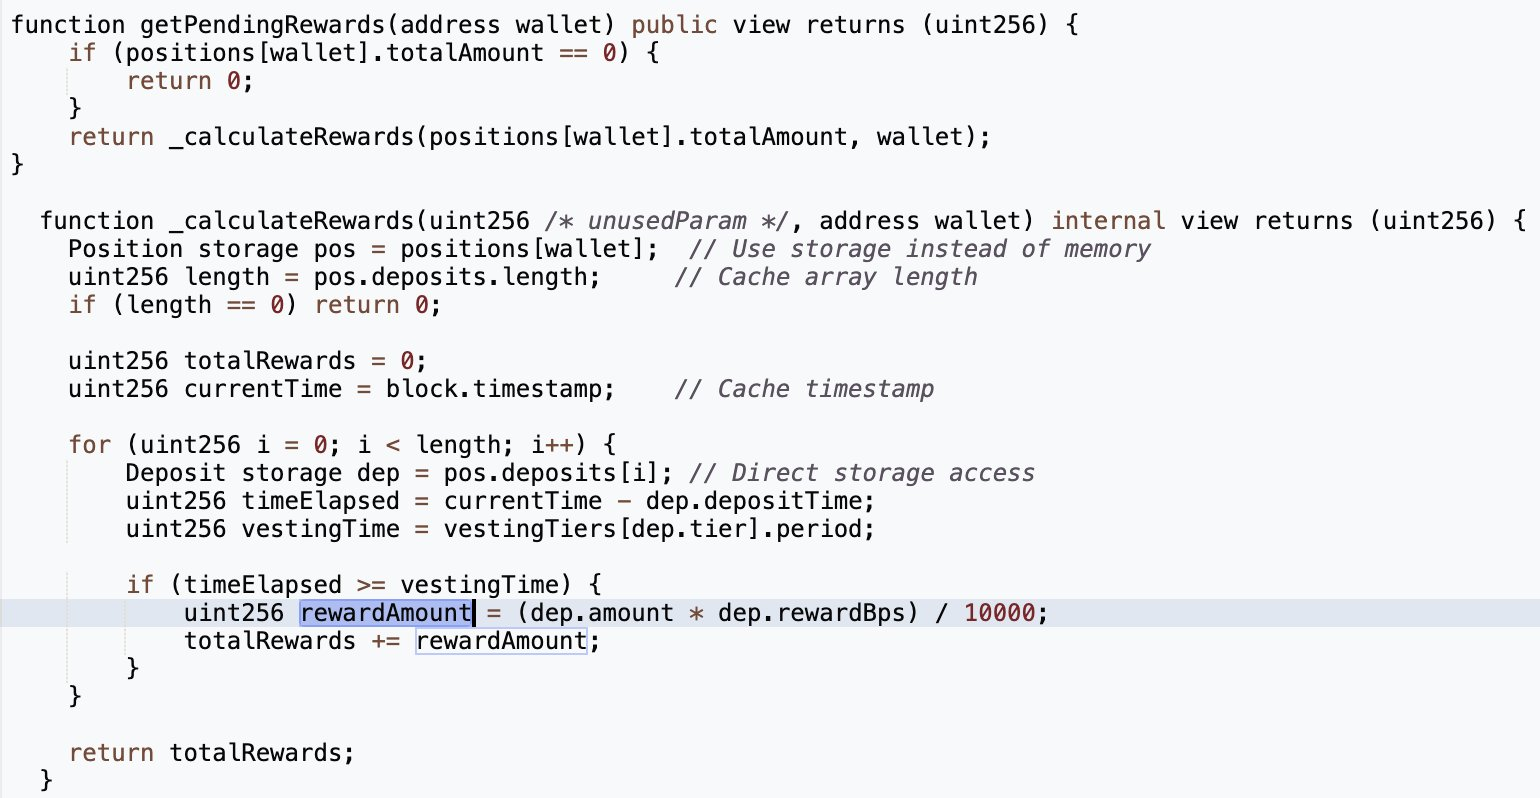 function getPendingRewards(address wallet) public view returns (uint256) {
    if (positions[wallet].totalAmount == 0) {
        return 0;
    }
    return _calculateRewards(positions[wallet].totalAmount, wallet);
}

  function _calculateRewards(uint256 /* unusedParam */, address wallet) internal view returns (uint256) {
    Position storage pos = positions[wallet];  // Use storage instead of memory
    uint256 length = pos.deposits.length;     // Cache array length
    if (length == 0) return 0;

    uint256 totalRewards = 0;
    uint256 currentTime = block.timestamp;    // Cache timestamp

    for (uint256 i = 0; i < length; i++) {
        Deposit storage dep = pos.deposits[i]; // Direct storage access
        uint256 timeElapsed = currentTime - dep.depositTime;
        uint256 vestingTime = vestingTiers[dep.tier].period;

        if (timeElapsed >= vestingTime) {
            uint256 rewardAmount = (dep.amount * dep.rewardBps) / 10000;
            totalRewards += rewardAmount;
        }
    }

    return totalRewards;
  }